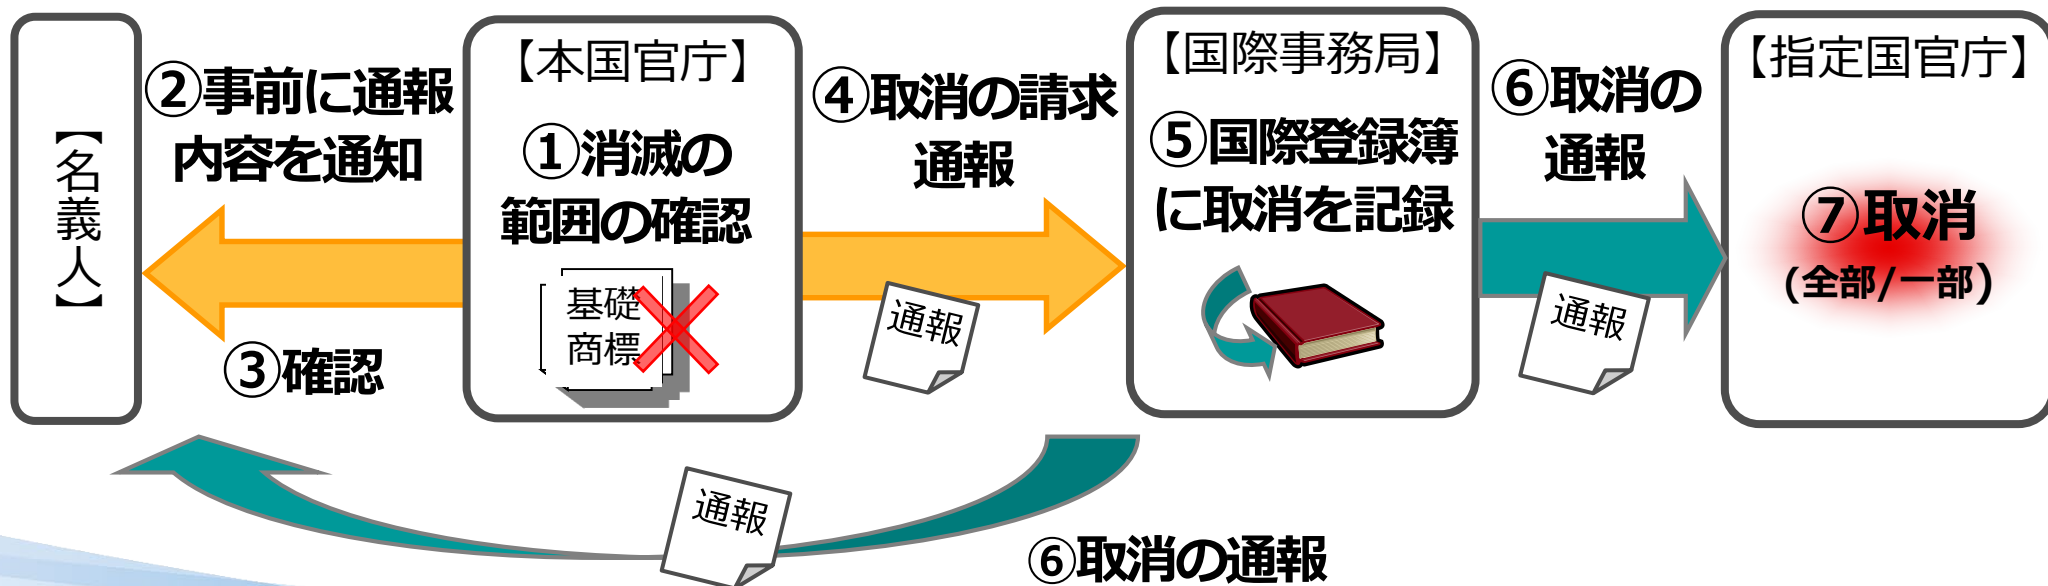 【名義人】
②事前に通報
内容を通知
③確認
【本国官庁】
①消滅の
範囲の確認
基礎
商標
④取消の請求
通報
通報
【国際事務局】
⑤国際登録簿
に取消を記録
⑥取消の
通報
通報
【指定国官庁】
⑦取消
(全部/一部)
通報
⑥取消の通報